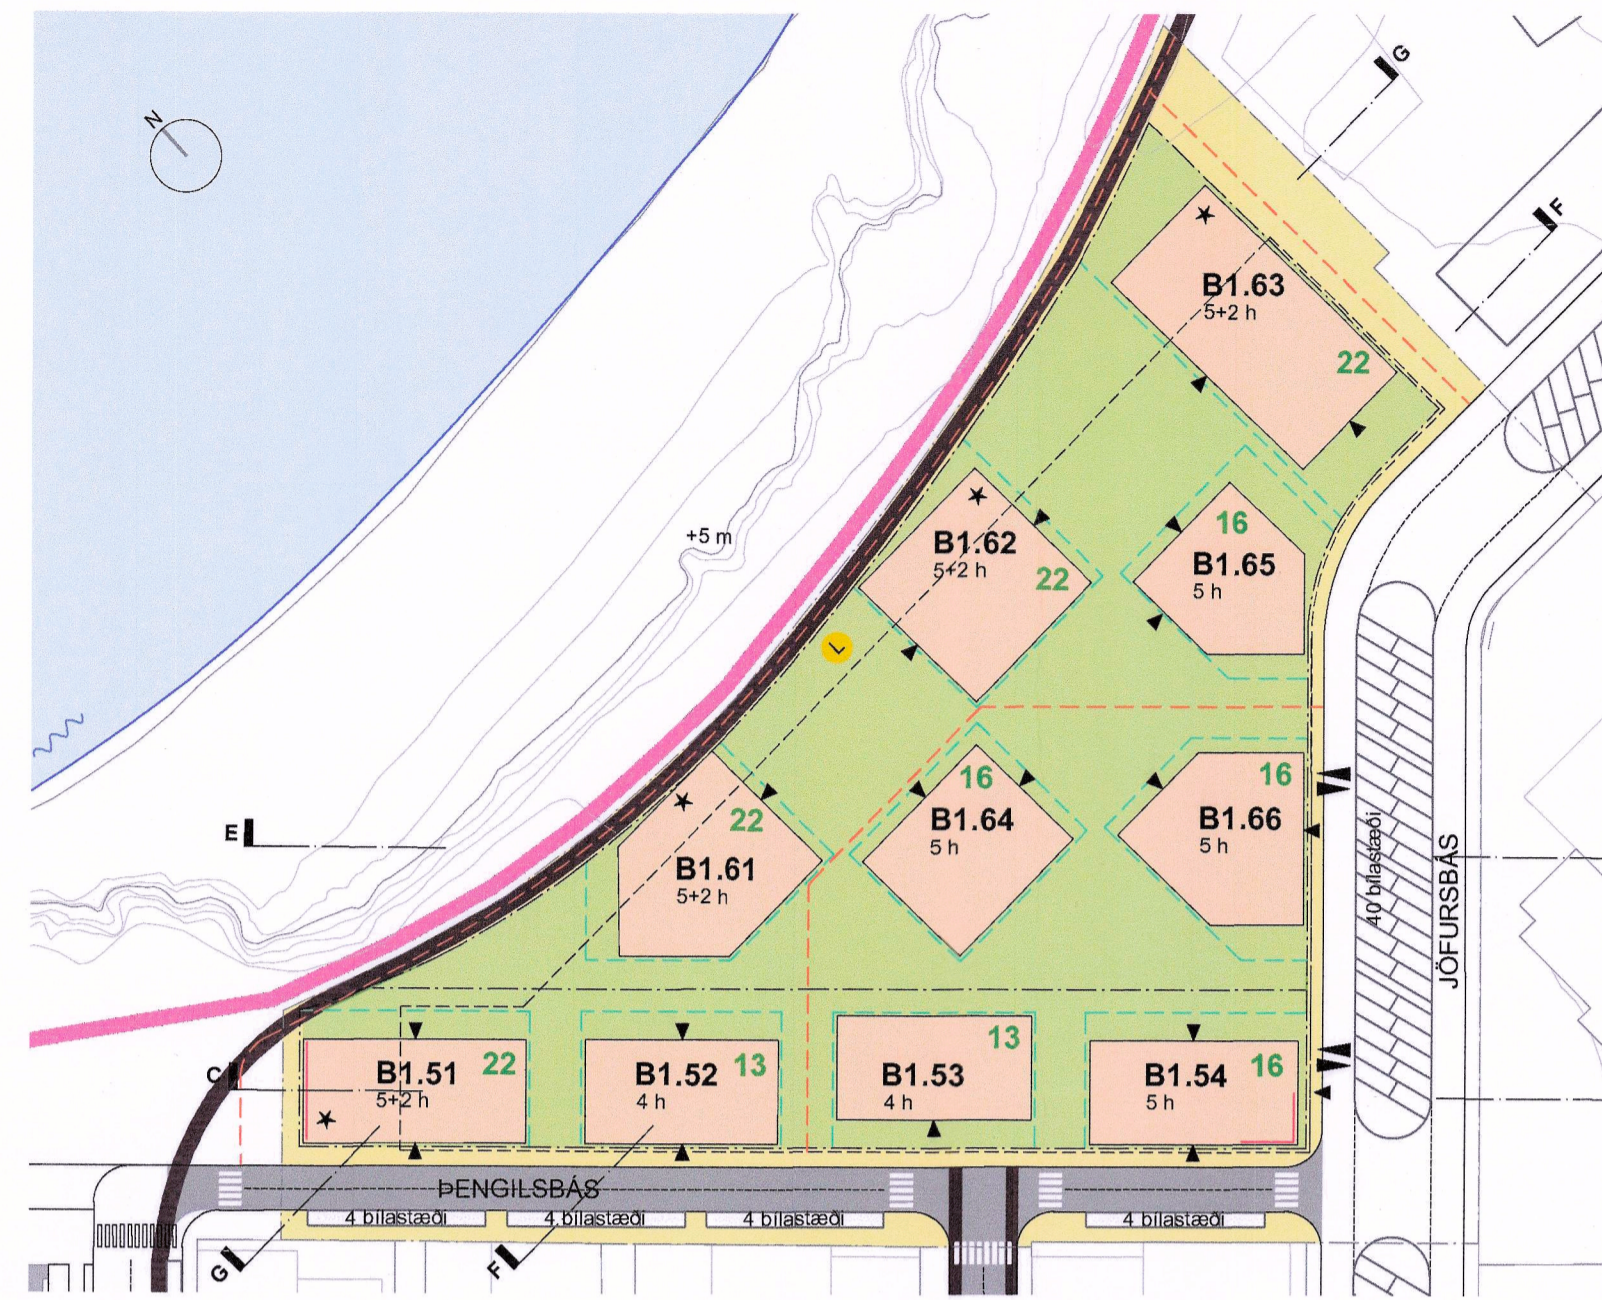 N
G
F
B1.63
5+2 h
22
+5 m
B1.62
5+2 h
22
16
B1.65
5 h
L
22
B1.61
5+2 h
16
B1.64
5 h
16
B1.66
5 h
E
40 bílastæði
JÖFURSBÁS
C
B1.51
22
5+2 h
B1.52
13
4 h
13
B1.53
4 h
B1.54
16
5 h
ÞENGILSBÁS
4 bílastæði
4 bílastæði
4 bílastæði
4 bílastæði
G
F